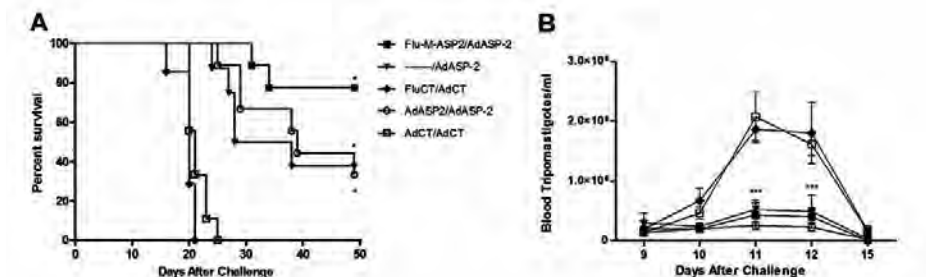 A
Percent survival
100
80
60
40
20
0
0 10 20 30 40 50
Days After Challenge
Flu-M-ASP2/AdASP-2
/AdASP-2
FluCT/AdCT
AdASP2/AdASP-2
AdCT/AdCT
B
Blood Tripomastigotes/ml
3.0×10⁶
2.0×10⁶
1.0×10⁶
0
9 10 11 12 15
Days After Challenge
*** ***